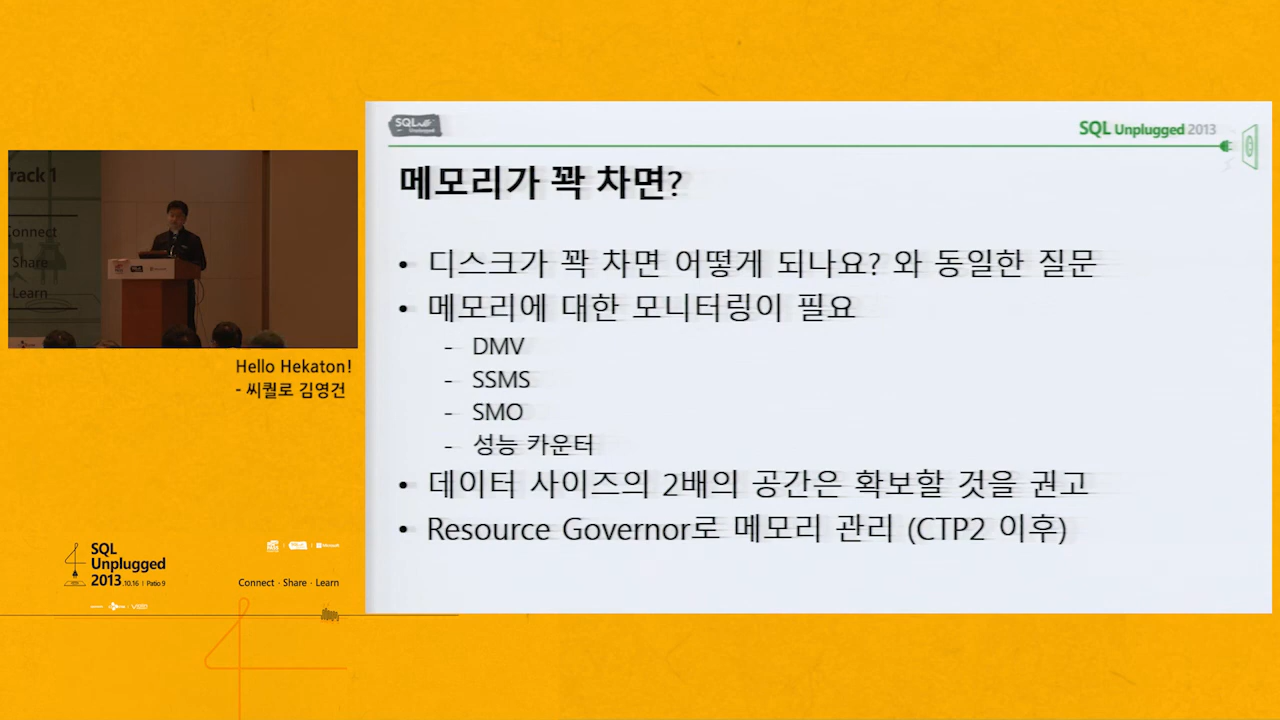 SQL Unplugged 2013
메모리가 꽉 차면?
• 디스크가 꽉 차면 어떻게 되나요? 와 동일한 질문
• 메모리에 대한 모니터링이 필요
- DMV
- SSMS
- SMO
- 성능 카운터
• 데이터 사이즈의 2배의 공간은 확보할 것을 권고
• Resource Governor로 메모리 관리 (CTP2 이후)
Track 1
Connect
Share
Learn
Hello Hekaton!
- 씨퀄로 김영건
SQL
Unplugged
2013.10.16 | Patio 9
Connect · Share · Learn